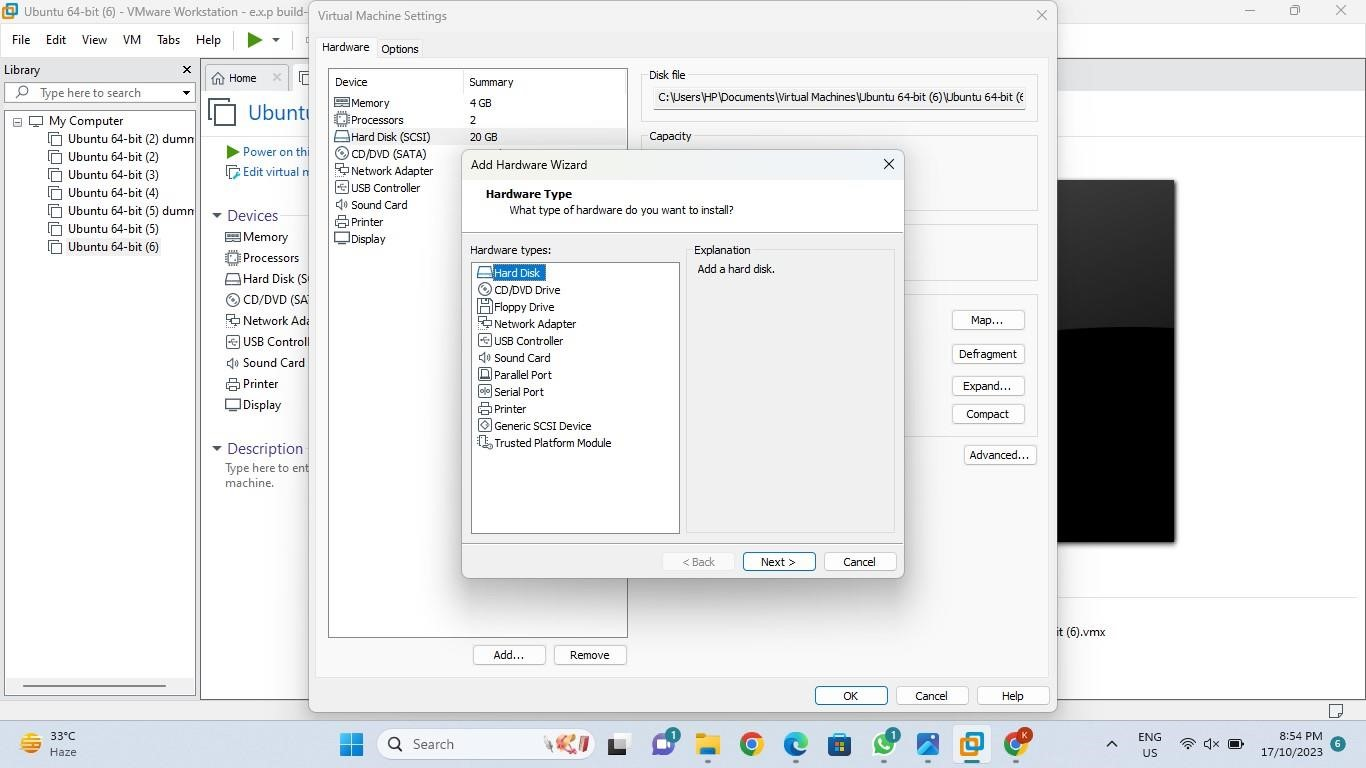 Ubuntu 64-bit (6) - VMware Workstation - e.x.p build-
File Edit View VM Tabs Help
Library
Type here to search
My Computer
Ubuntu 64-bit (2) dumm
Ubuntu 64-bit (2)
Ubuntu 64-bit (3)
Ubuntu 64-bit (4)
Ubuntu 64-bit (5) dumm
Ubuntu 64-bit (5)
Ubuntu 64-bit (6)
Home
Ubuntu
Power on thi
Edit virtual m
Devices
Memory
Processors
Hard Disk (S
CD/DVD (SA
Network Ada
USB Control
Sound Card
Printer
Display
Description
Type here to ent
machine.
Virtual Machine Settings
Hardware Options
Device Summary
Memory 4 GB
Processors 2
Hard Disk (SCSI) 20 GB
CD/DVD (SATA)
Network Adapter
USB Controller
Sound Card
Printer
Display
Disk file
C:\Users\HP\Documents\Virtual Machines\Ubuntu 64-bit (6)\Ubuntu 64-bit (6
Capacity
Map...
Defragment
Expand...
Compact
Advanced...
Add Hardware Wizard
Hardware Type
What type of hardware do you want to install?
Hardware types:
Hard Disk
CD/DVD Drive
Floppy Drive
Network Adapter
USB Controller
Sound Card
Parallel Port
Serial Port
Printer
Generic SCSI Device
Trusted Platform Module
Explanation
Add a hard disk.
< Back Next > Cancel
Add... Remove
OK Cancel Help
it (6).vmx
33°C
Haze
Search
1
1
K
ENG
US
8:54 PM
17/10/2023
6